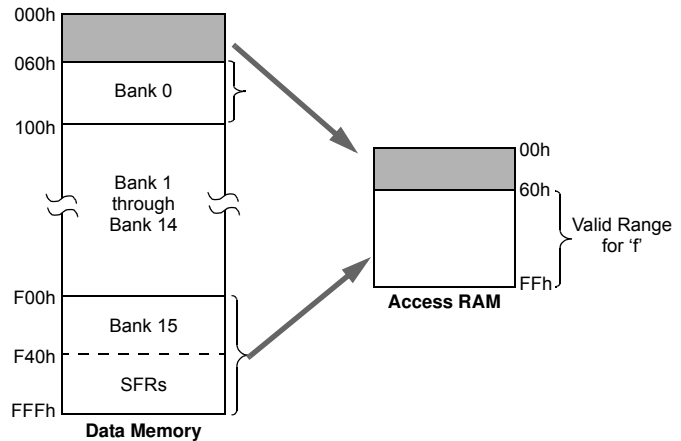 000h
060h
Bank 0
100h
Bank 1
through
Bank 14
F00h
Bank 15
F40h
SFRs
FFFh
Data Memory
00h
60h
Valid Range
for ‘f’
FFh
Access RAM